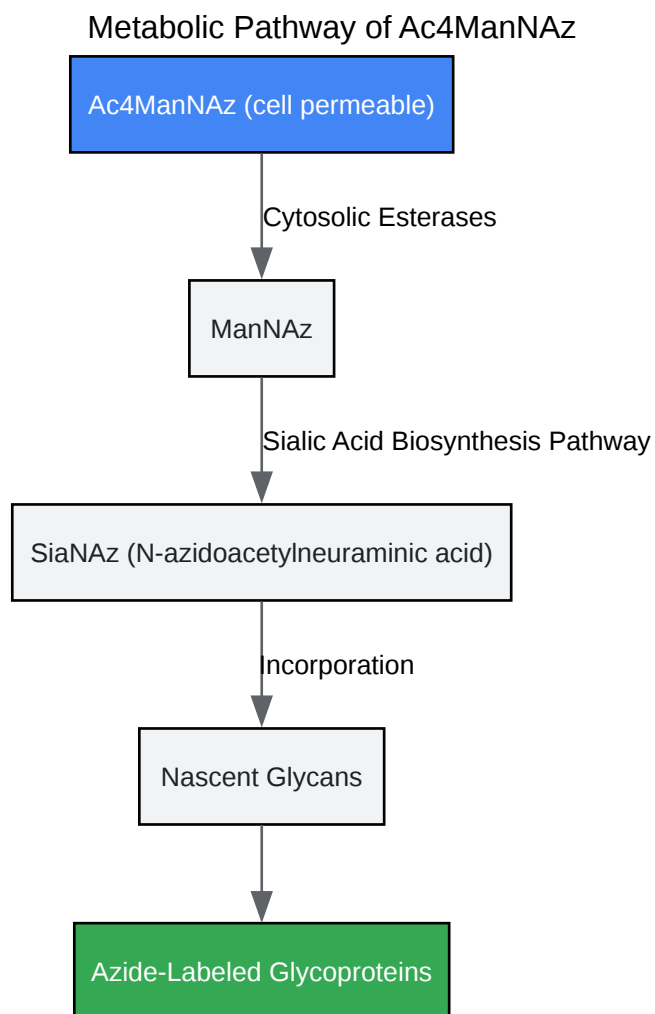 Metabolic Pathway of Ac4ManNAz
Ac4ManNAz (cell permeable)
Cytosolic Esterases
ManNAz
Sialic Acid Biosynthesis Pathway
SiaNAz (N-azidoacetylneuraminic acid)
Incorporation
Nascent Glycans
Azide-Labeled Glycoproteins